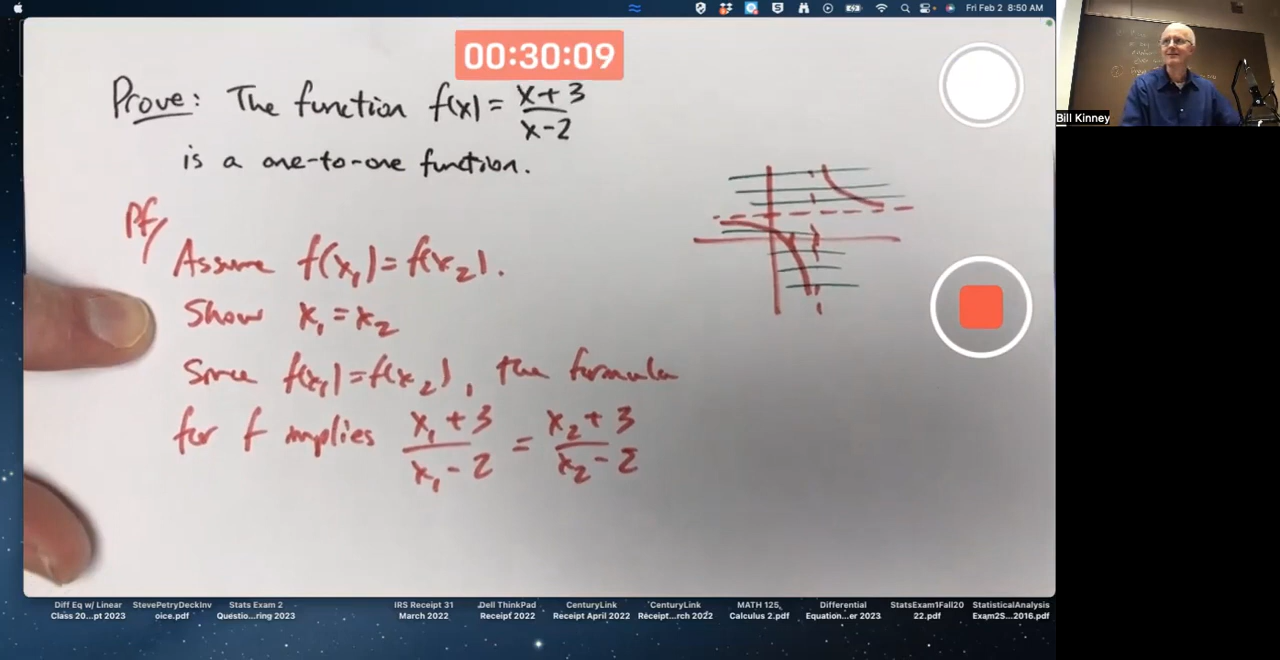 Fri Feb 2 8:50 AM
00:30:09
Bill Kinney
Prove: The function f(x) = x+3 / x-2
is a one-to-one function.
Pf/
Assume f(x₁)=f(x₂).
Show x₁=x₂
Since f(x₁)=f(x₂), the formula
for f implies x₁+3 / x₁-2 = x₂+3 / x₂-2
Diff Eq w/ Linear
Class 20...pt 2023
StevePetryDeckInv
oice.pdf
Stats Exam 2
Questio...ring 2023
IRS Receipt 31
March 2022
Dell ThinkPad
Receipt 2022
CenturyLink
Receipt April 2022
CenturyLink
Receipt...rch 2022
MATH 125,
Calculus 2.pdf
Differential
Equation...er 2023
StatsExam1Fall20
22.pdf
StatisticalAnalysis
Exam2S...2016.pdf